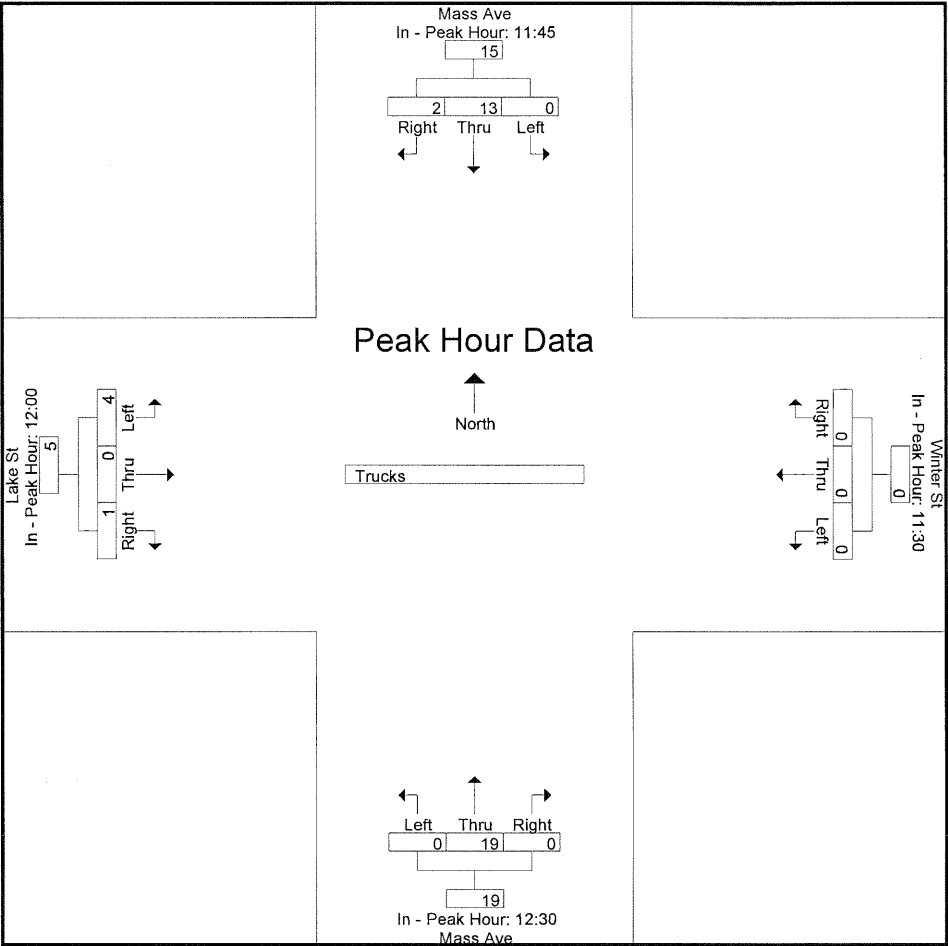 Mass Ave
In - Peak Hour: 11:45
15
2 13 0
Right Thru Left
Peak Hour Data
North
Trucks
Lake St
In - Peak Hour: 12:00
5
4 0 1
Left Thru Right
Winter St
In - Peak Hour: 11:30
0
0 0 0
Right Thru Left
Left Thru Right
0 19 0
19
In - Peak Hour: 12:30
Mass Ave